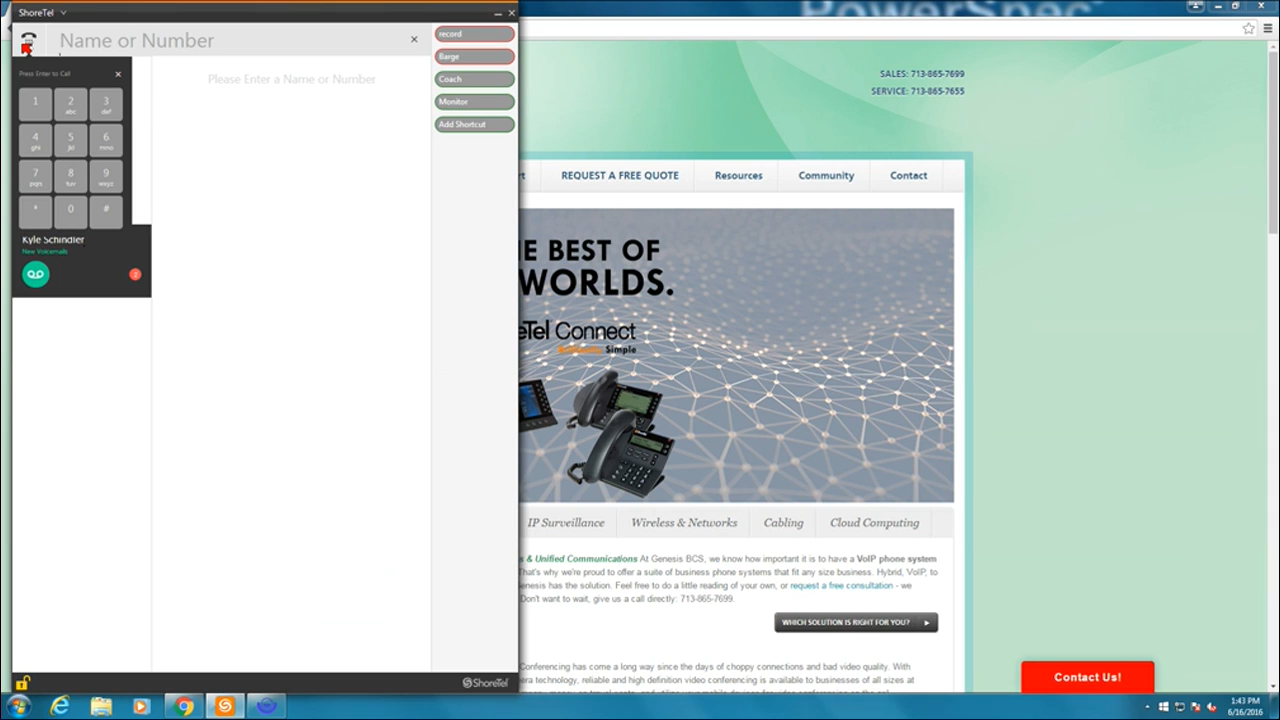 ShoreTel
PowerSpec
Name or Number
Press Enter to Call
Please Enter a Name or Number
1
2
abc
3
def
4
ghi
5
jkl
6
mno
7
pqrs
8
tuv
9
wxyz
*
0
#
Kyle Schindler
New Voicemails
2
record
Barge
Coach
Monitor
Add Shortcut
ShoreTel
SALES: 713-865-7699
SERVICE: 713-865-7655
rt
REQUEST A FREE QUOTE
Resources
Community
Contact
E BEST OF
WORLDS.
eTel Connect
Simple
IP Surveillance
Wireless & Networks
Cabling
Cloud Computing
s & Unified Communications At Genesis BCS, we know how important it is to have a VoIP phone system
That's why we're proud to offer a suite of business phone systems that fit any size business. Hybrid, VoIP, to
Genesis has the solution. Feel free to do a little reading of your own, or request a free consultation - we
Don't want to wait, give us a call directly: 713-865-7699.
WHICH SOLUTION IS RIGHT FOR YOU?
Conferencing has come a long way since the days of choppy connections and bad video quality. With
era technology, reliable and high definition video conferencing is available to businesses of all sizes at
Contact Us!
1:43 PM
6/16/2016